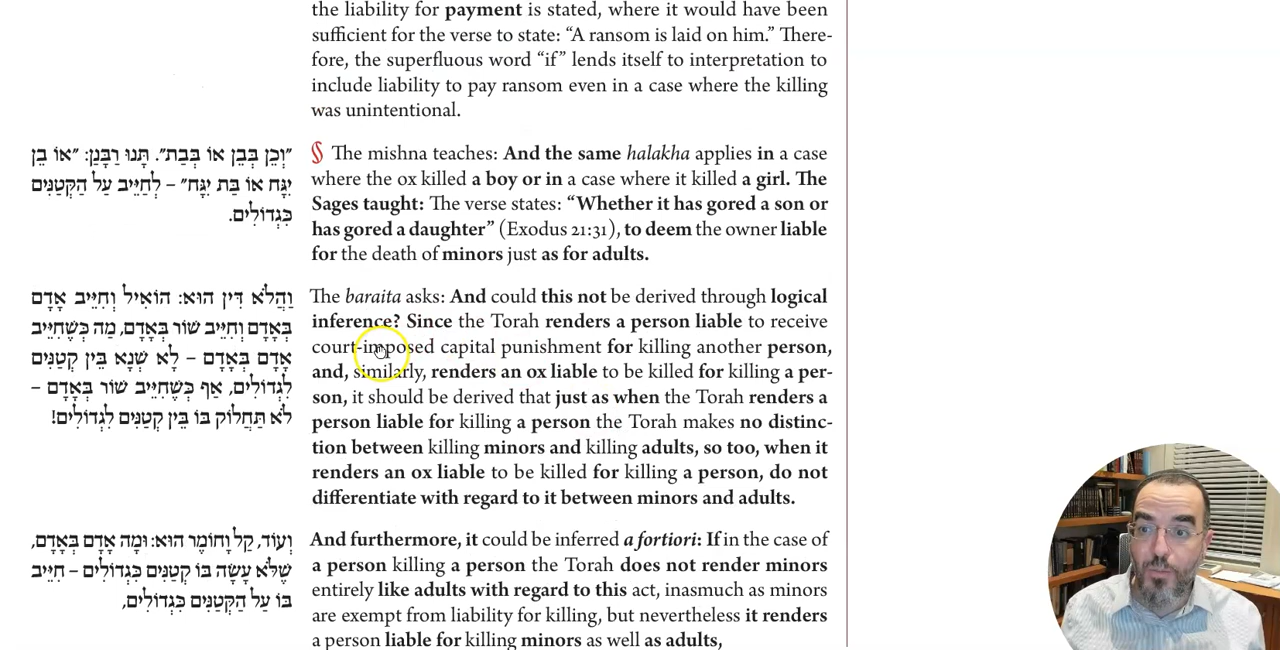 the liability for payment is stated, where it would have been
sufficient for the verse to state: “A ransom is laid on him.” There-
fore, the superfluous word “if” lends itself to interpretation to
include liability to pay ransom even in a case where the killing
was unintentional.
״וְכֵן בְּבֵן אוֹ בְּבַת״. תָּנוּ רַבָּנַן: ״אוֹ בֵן
יִגָּח אוֹ בַת יִגָּח״ – לְחַיֵּיב עַל הַקְּטַנִּים
כִּגְדוֹלִים.
§ The mishna teaches: And the same halakha applies in a case
where the ox killed a boy or in a case where it killed a girl. The
Sages taught: The verse states: “Whether it has gored a son or
has gored a daughter” (Exodus 21:31), to deem the owner liable
for the death of minors just as for adults.
וַהֲלֹא דִּין הוּא: הוֹאִיל וְחִיֵּיב אָדָם
בְּאָדָם וְחִיֵּיב שׁוֹר בְּאָדָם, מָה כְּשֶׁחִיֵּיב
אָדָם בְּאָדָם – לֹא שְׁנָא בֵּין קְטַנִּים
לִגְדוֹלִים, אַף כְּשֶׁחִיֵּיב שׁוֹר בְּאָדָם –
לֹא תַּחֲלוֹק בּוֹ בֵּין קְטַנִּים לִגְדוֹלִים!
The baraita asks: And could this not be derived through logical
inference? Since the Torah renders a person liable to receive
court-imposed capital punishment for killing another person,
and, similarly, renders an ox liable to be killed for killing a per-
son, it should be derived that just as when the Torah renders a
person liable for killing a person the Torah makes no distinc-
tion between killing minors and killing adults, so too, when it
renders an ox liable to be killed for killing a person, do not
differentiate with regard to it between minors and adults.
וְעוֹד, קַל וָחוֹמֶר הוּא: וּמָה אָדָם בְּאָדָם,
שֶׁלֹּא עָשָׂה בּוֹ קְטַנִּים כִּגְדוֹלִים – חִיֵּיב
בּוֹ עַל הַקְּטַנִּים כִּגְדוֹלִים,
And furthermore, it could be inferred a fortiori: If in the case of
a person killing a person the Torah does not render minors
entirely like adults with regard to this act, inasmuch as minors
are exempt from liability for killing, but nevertheless it renders
a person liable for killing minors as well as adults,